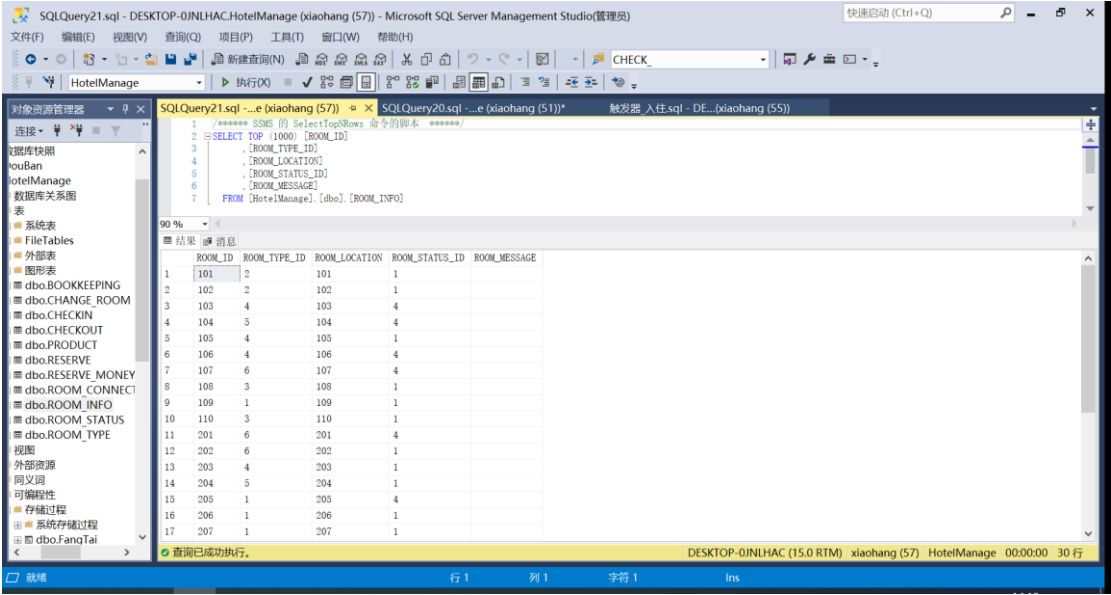 SQLQuery21.sql - DESKTOP-0JNLHAC.HotelManage (xiaohang (57)) - Microsoft SQL Server Management Studio(管理员)
快速启动 (Ctrl+Q)
文件(F) 编辑(E) 视图(V) 查询(Q) 项目(P) 工具(T) 窗口(W) 帮助(H)
新建查询(N) CHECK_
HotelManage 执行(X)
对象资源管理器
连接
数据库快照
ouBan
HotelManage
数据库关系图
表
系统表
FileTables
外部表
图形表
dbo.BOOKKEEPING
dbo.CHANGE_ROOM
dbo.CHECKIN
dbo.CHECKOUT
dbo.PRODUCT
dbo.RESERVE
dbo.RESERVE_MONEY
dbo.ROOM_CONNECT
dbo.ROOM_INFO
dbo.ROOM_STATUS
dbo.ROOM_TYPE
视图
外部资源
同义词
可编程性
存储过程
系统存储过程
dbo.FangTai
SQLQuery21.sql -...e (xiaohang (57)) SQLQuery20.sql -...e (xiaohang (51))* 触发器_入住.sql - DE...(xiaohang (55))
1 /****** SSMS 的 SelectTopNRows 命令的脚本 ******/
2 SELECT TOP (1000) [ROOM_ID]
3 ,[ROOM_TYPE_ID]
4 ,[ROOM_LOCATION]
5 ,[ROOM_STATUS_ID]
6 ,[ROOM_MESSAGE]
7 FROM [HotelManage].[dbo].[ROOM_INFO]
90 %
结果 消息
ROOM_ID ROOM_TYPE_ID ROOM_LOCATION ROOM_STATUS_ID ROOM_MESSAGE
1 101 2 101 1
2 102 2 102 1
3 103 4 103 4
4 104 5 104 4
5 105 4 105 1
6 106 4 106 4
7 107 6 107 4
8 108 3 108 1
9 109 1 109 1
10 110 3 110 1
11 201 6 201 4
12 202 6 202 1
13 203 4 203 1
14 204 5 204 1
15 205 1 205 4
16 206 1 206 1
17 207 1 207 1
查询已成功执行。 DESKTOP-0JNLHAC (15.0 RTM) xiaohang (57) HotelManage 00:00:00 30 行
就绪 行 1 列 1 字符 1 Ins